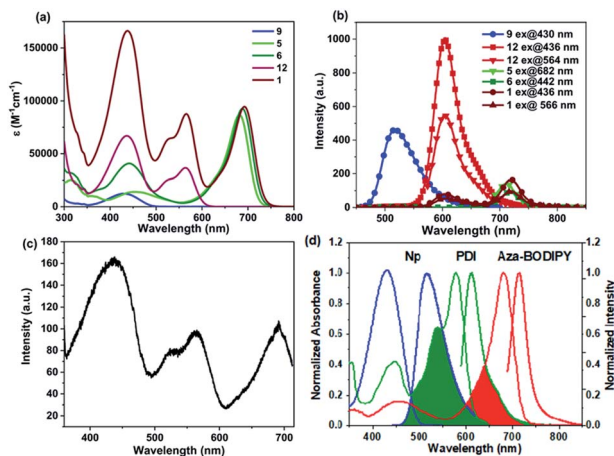 (a)
9
5
6
12
1
ε (M⁻¹cm⁻¹)
150000
100000
50000
0
300 400 500 600 700 800
Wavelength (nm)
(b)
9 ex@430 nm
12 ex@436 nm
12 ex@564 nm
5 ex@682 nm
6 ex@442 nm
1 ex@436 nm
1 ex@ 566 nm
Intensity (a.u.)
1000
800
600
400
200
0
500 600 700 800
Wavelength (nm)
(c)
Intensity (a.u.)
180
160
140
120
100
80
60
40
20
400 500 600 700
Wavelength (nm)
(d)
Np PDI Aza-BODIPY
Normalized Absorbance
1.2
1.0
0.8
0.6
0.4
0.2
0.0
400 500 600 700 800
Wavelength (nm)
1.2
1.0
0.8
0.6
0.4
0.2
0.0
Normalized Intensity